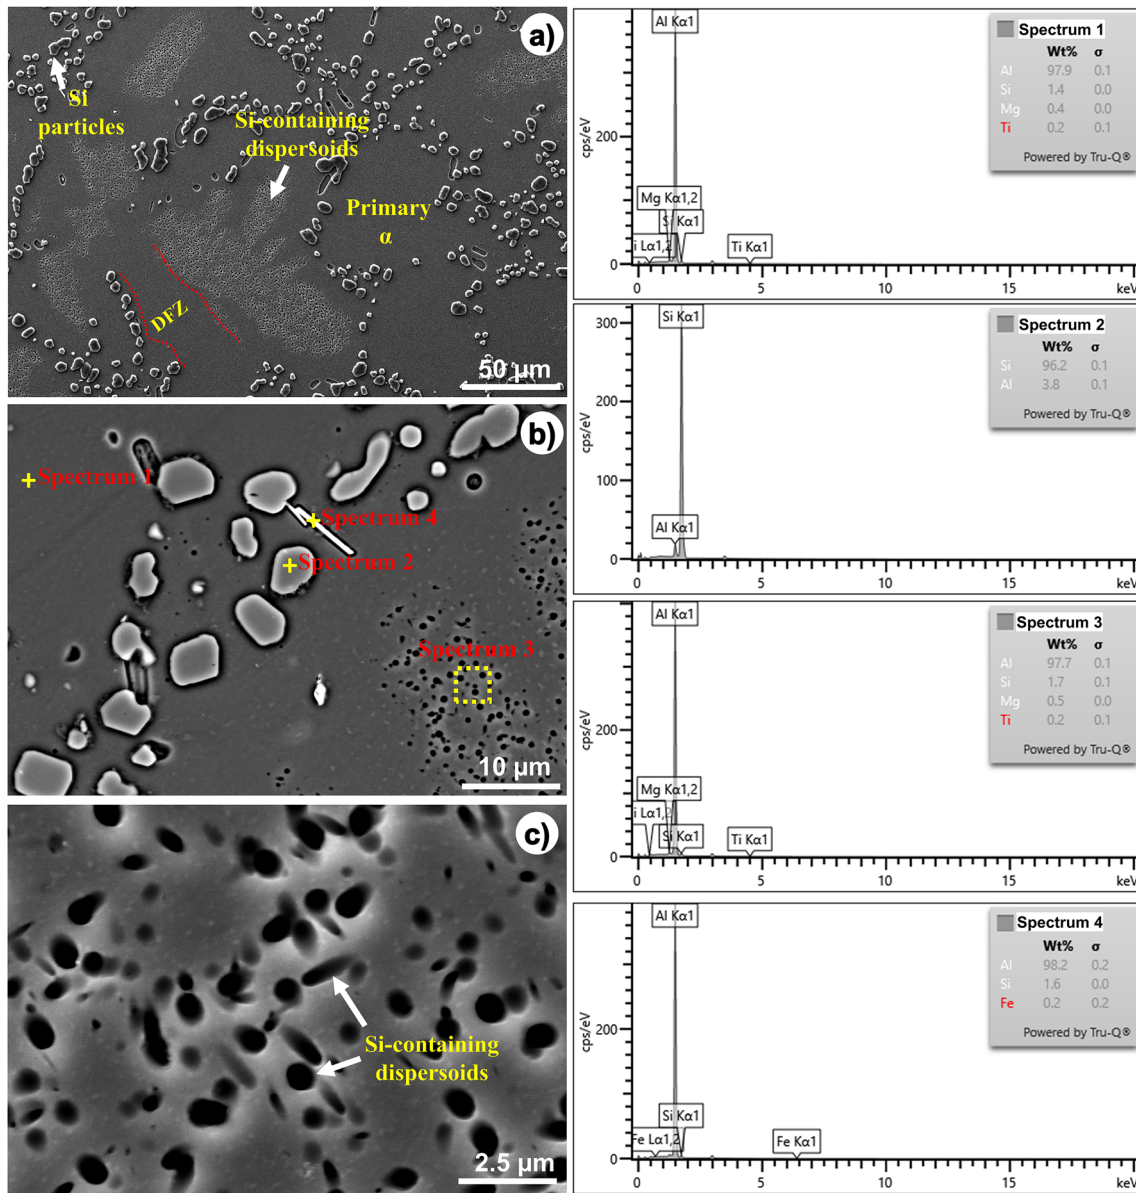 a)
Si
particles
Si-containing
dispersoids
Primary
α
DFZ
50 µm
b)
Spectrum 1
Spectrum 4
Spectrum 2
Spectrum 3
10 µm
c)
Si-containing
dispersoids
2.5 µm
Al Kα1
Spectrum 1
Wt% σ
Al 97.9 0.1
Si 1.4 0.0
Mg 0.4 0.0
Ti 0.2 0.1
Powered by Tru-Q®
cps/eV
200
0
Mg Kα1,2
Kα1
i Lα1,2
Ti Kα1
0 5 10 15 keV
Si Kα1
Spectrum 2
Wt% σ
Si 96.2 0.1
Al 3.8 0.1
Powered by Tru-Q®
cps/eV
300
200
100
0
Al Kα1
0 5 10 15 keV
Al Kα1
Spectrum 3
Wt% σ
Al 97.7 0.1
Si 1.7 0.1
Mg 0.5 0.0
Ti 0.2 0.1
Powered by Tru-Q®
cps/eV
200
0
Mg Kα1,2
i Lα1,2
Si Kα1
Ti Kα1
0 5 10 15 keV
Al Kα1
Spectrum 4
Wt% σ
Al 98.2 0.2
Si 1.6 0.0
Fe 0.2 0.2
Powered by Tru-Q®
cps/eV
200
0
Si Kα1
Fe Lα1,2
Fe Kα1
0 5 10 15 keV